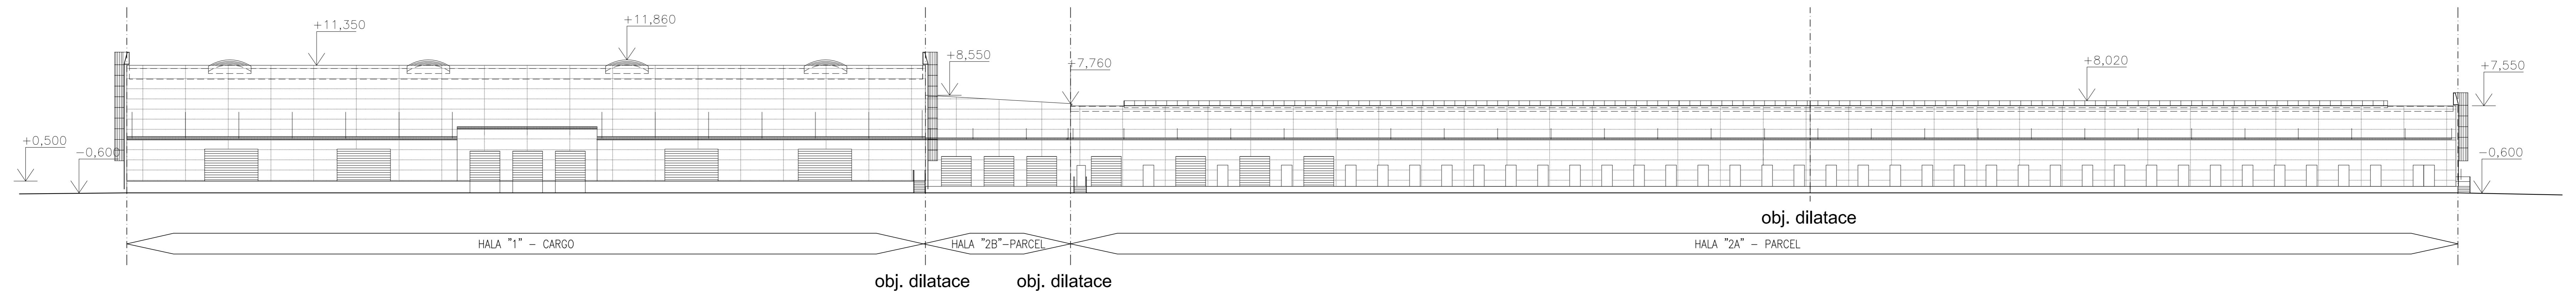 +11,350
+11,860
+8,550
+7,760
+8,020
+7,550
+0,500
-0,600
-0,600
obj. dilatace
HALA "1" - CARGO
HALA "2B"-PARCEL
HALA "2A" - PARCEL
obj. dilatace
obj. dilatace